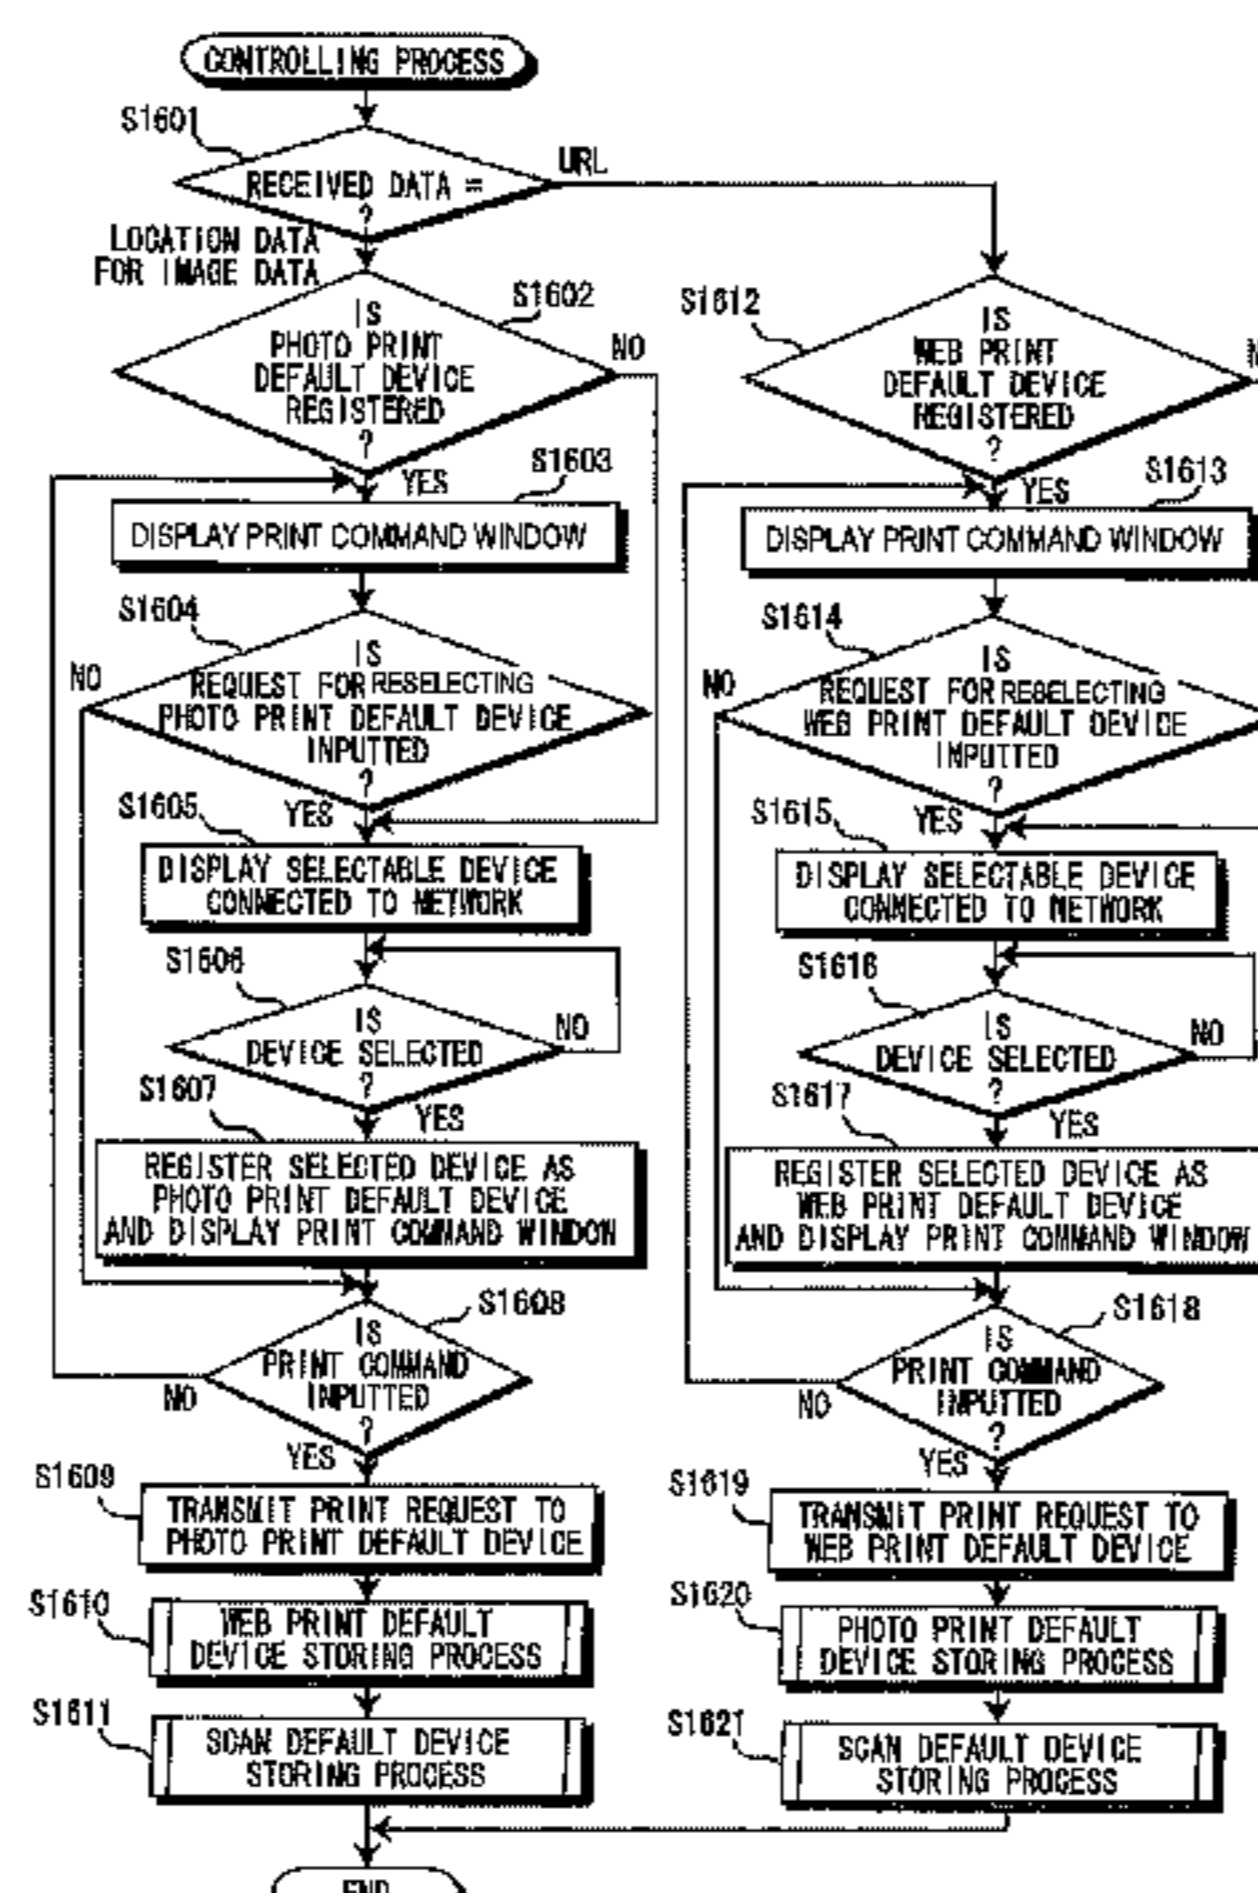 CONTROLLING PROCESS
S1601
RECEIVED DATA =
?
URL
LOCATION DATA
FOR IMAGE DATA
S1602
IS
PHOTO PRINT
DEFAULT DEVICE
REGISTERED
?
NO
YES
S1603
DISPLAY PRINT COMMAND WINDOW
S1604
IS
REQUEST FOR RESELECTING
PHOTO PRINT DEFAULT DEVICE
INPUTTED
?
NO
YES
S1605
DISPLAY SELECTABLE DEVICE
CONNECTED TO NETWORK
S1606
IS
DEVICE SELECTED
?
NO
YES
S1607
REGISTER SELECTED DEVICE AS
PHOTO PRINT DEFAULT DEVICE
AND DISPLAY PRINT COMMAND WINDOW
S1608
IS
PRINT COMMAND
INPUTTED
?
NO
YES
S1609
TRANSMIT PRINT REQUEST TO
PHOTO PRINT DEFAULT DEVICE
S1610
WEB PRINT DEFAULT
DEVICE STORING PROCESS
S1611
SCAN DEFAULT DEVICE
STORING PROCESS
END
S1612
IS
WEB PRINT
DEFAULT DEVICE
REGISTERED
?
YES
S1613
DISPLAY PRINT COMMAND WINDOW
S1614
IS
REQUEST FOR RESELECTING
WEB PRINT DEFAULT DEVICE
INPUTTED
?
NO
YES
S1615
DISPLAY SELECTABLE DEVICE
CONNECTED TO NETWORK
S1616
IS
DEVICE SELECTED
?
NO
YES
S1617
REGISTER SELECTED DEVICE AS
WEB PRINT DEFAULT DEVICE
AND DISPLAY PRINT COMMAND WINDOW
S1618
IS
PRINT COMMAND
INPUTTED
?
NO
YES
S1619
TRANSMIT PRINT REQUEST TO
WEB PRINT DEFAULT DEVICE
S1620
PHOTO PRINT DEFAULT
DEVICE STORING PROCESS
S1621
SCAN DEFAULT DEVICE
STORING PROCESS